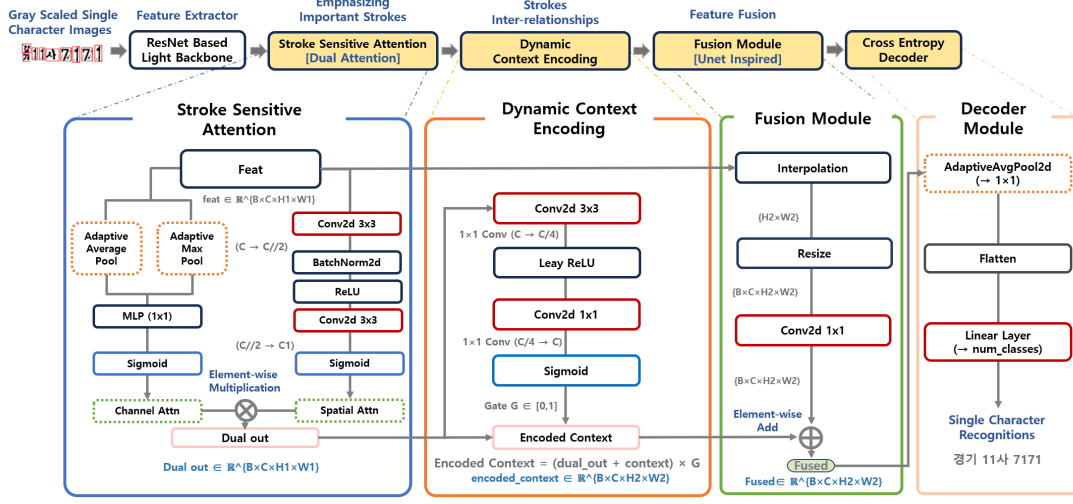 Gray Scaled Single
Character Images
Feature Extractor
Emphasizing
Important Strokes
Strokes
Inter-relationships
Feature Fusion
ResNet Based
Light Backbone
Stroke Sensitive Attention
[Dual Attention]
Dynamic
Context Encoding
Fusion Module
[Unet Inspired]
Cross Entropy
Decoder
Stroke Sensitive
Attention
Feat
feat ∈ ℝ^{B×C×H1×W1}
Adaptive
Average
Pool
Adaptive
Max
Pool
MLP (1x1)
Sigmoid
Channel Attn
(C → C//2)
(C//2 → C1)
Conv2d 3x3
BatchNorm2d
ReLU
Conv2d 3x3
Sigmoid
Spatial Attn
Element-wise
Multiplication
Dual out
Dual out ∈ ℝ^{B×C×H1×W1}
Dynamic Context
Encoding
Conv2d 3x3
1×1 Conv (C → C/4)
Leay ReLU
Conv2d 1x1
1×1 Conv (C/4 → C)
Sigmoid
Gate G ∈ [0,1]
Encoded Context
Encoded Context = (dual_out + context) × G
encoded_context ∈ ℝ^{B×C×H2×W2}
Fusion Module
Interpolation
{H2×W2}
Resize
{B×C×H2×W2}
Conv2d 1x1
{B×C×H2×W2}
Element-wise
Add
Fused
Fused∈ ℝ^{B×C×H2×W2}
Decoder
Module
AdaptiveAvgPool2d
(→ 1×1)
Flatten
Linear Layer
(→ num_classes)
Single Character
Recognitions
경기 11사 7171